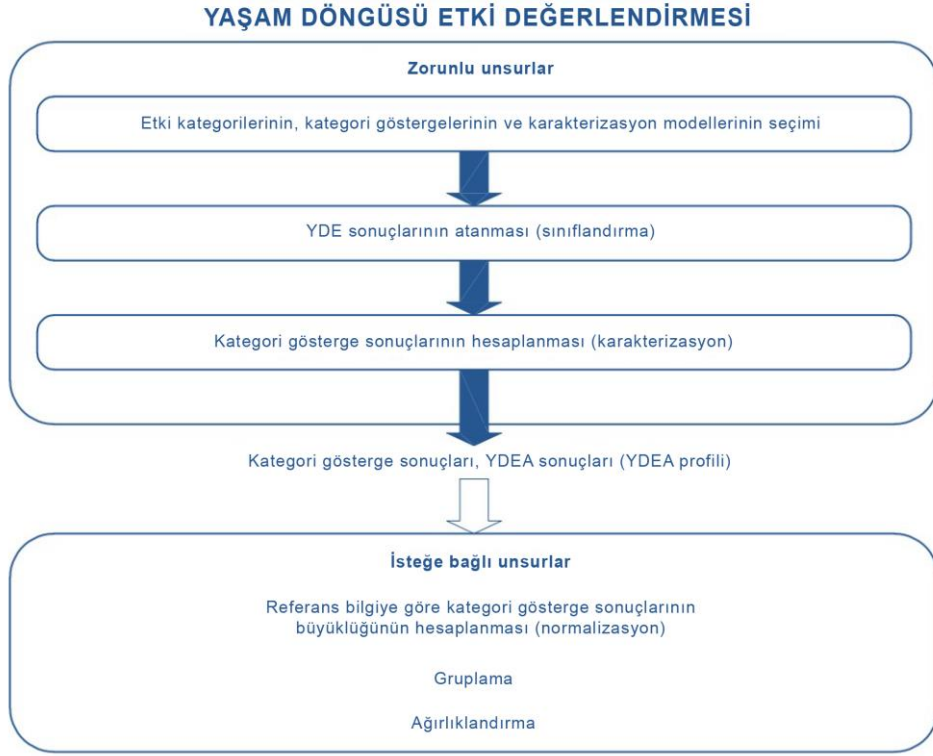 YAŞAM DÖNGÜSÜ ETKİ DEĞERLENDİRMESİ
Zorunlu unsurlar
Etki kategorilerinin, kategori göstergelerinin ve karakterizasyon modellerinin seçimi
YDE sonuçlarının atanması (sınıflandırma)
Kategori gösterge sonuçlarının hesaplanması (karakterizasyon)
Kategori gösterge sonuçları, YDEA sonuçları (YDEA profili)
İsteğe bağlı unsurlar
Referans bilgiye göre kategori gösterge sonuçlarının
büyüklüğünün hesaplanması (normalizasyon)
Gruplama
Ağırlıklandırma